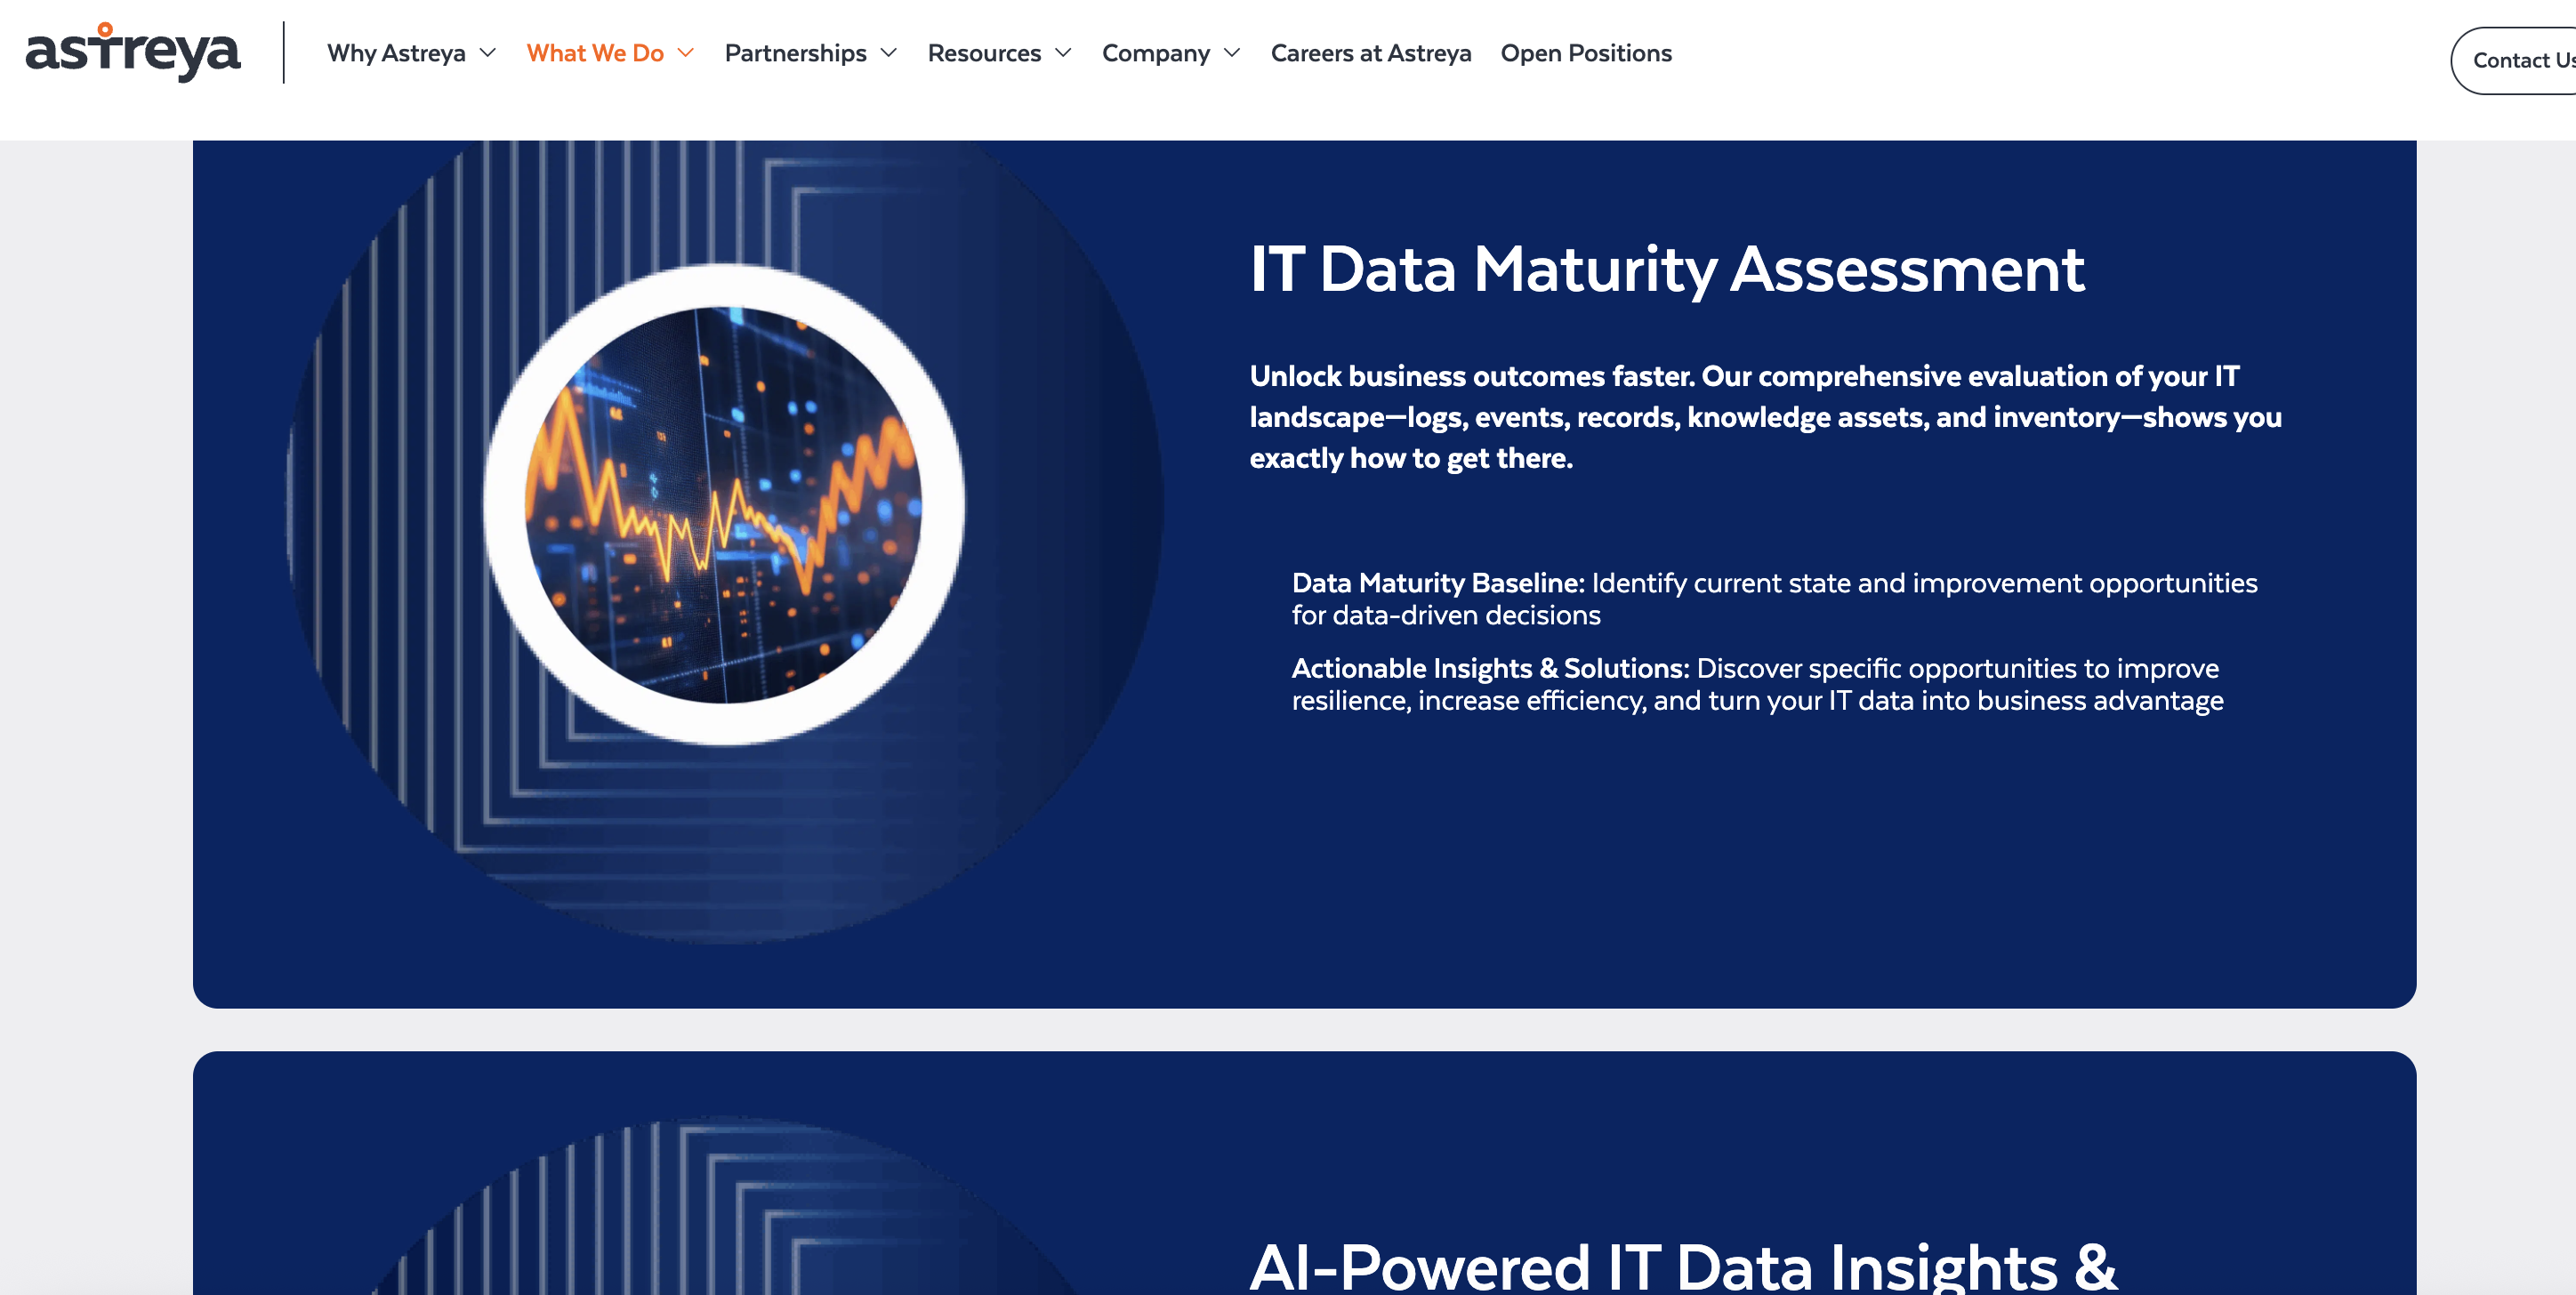 astreya
Why Astreya
What We Do
Partnerships
Resources
Company
Careers at Astreya
Open Positions
Contact Us
IT Data Maturity Assessment
Unlock business outcomes faster. Our comprehensive evaluation of your IT
landscape—logs, events, records, knowledge assets, and inventory—shows you
exactly how to get there.
Data Maturity Baseline: Identify current state and improvement opportunities
for data-driven decisions
Actionable Insights & Solutions: Discover specific opportunities to improve
resilience, increase efficiency, and turn your IT data into business advantage
AI-Powered IT Data Insights &